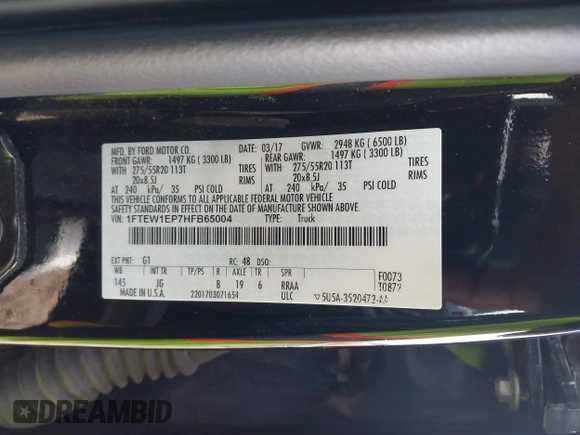 MFD. BY FORD MOTOR CO. 03/17 GVWR: 2948 KG ( 6500 LB)
FRONT GAWR: 1497 KG ( 3300 LB) REAR GAWR: 1497 KG ( 3300 LB)
WITH 275/55R20 113T TIRES WITH 275/55R20 113T TIRES
20x8.5J RIMS 20x8.5J RIMS
AT 240 kPa/ 35 PSI COLD AT 240 kPa/ 35 PSI COLD
THIS VEHICLE CONFORMS TO ALL APPLICABLE FEDERAL MOTOR VEHICLE
SAFETY STANDARDS IN EFFECT ON THE DATE OF MANUFACTURE SHOWN ABOVE.
VIN: 1FTEW1EP7HFB65004 TYPE: Truck
EXT PNT: G1 RC: 48 DSO:
WB INT TR TP/PS R AXLE TR SPR F0073
145 JG 8 19 6 RRAA
MADE IN U.S.A. 2201703071654 ULC 5U5A-3520472-AA
DREAMBID.COM